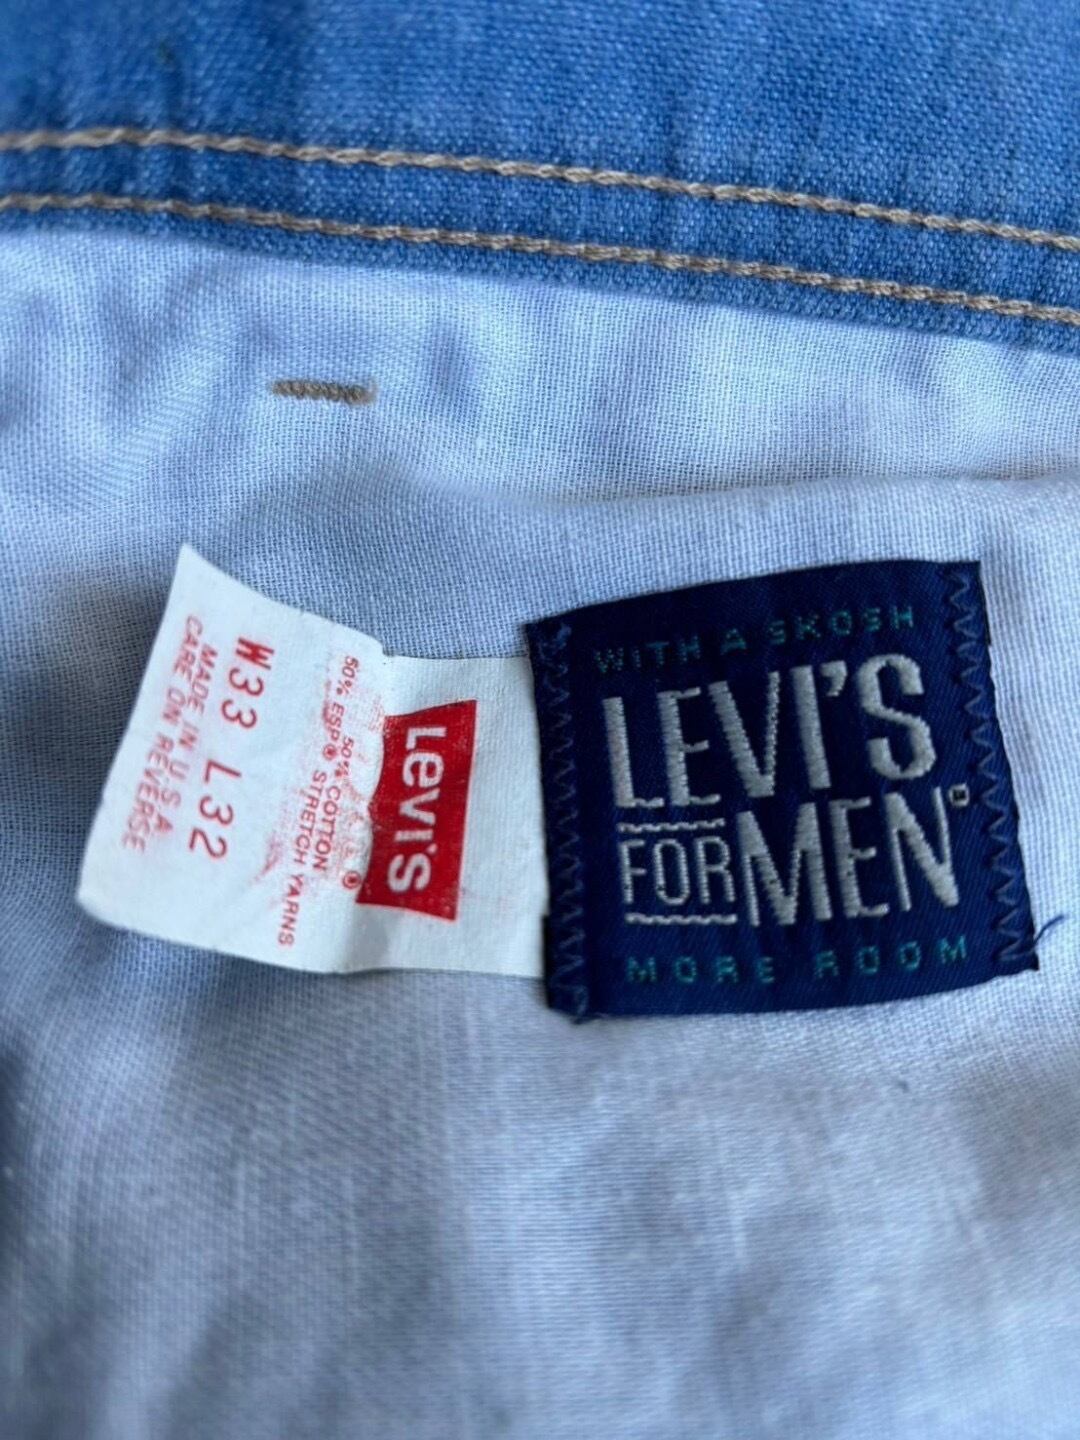 W33 L32
MADE IN U.S.A.
CARE ON REVERSE
50% ESP® 50% COTTON
STRETCH YARNS
LEVI'S
®
WITH A SKOSH
LEVI'S
FOR MEN®
MORE ROOM